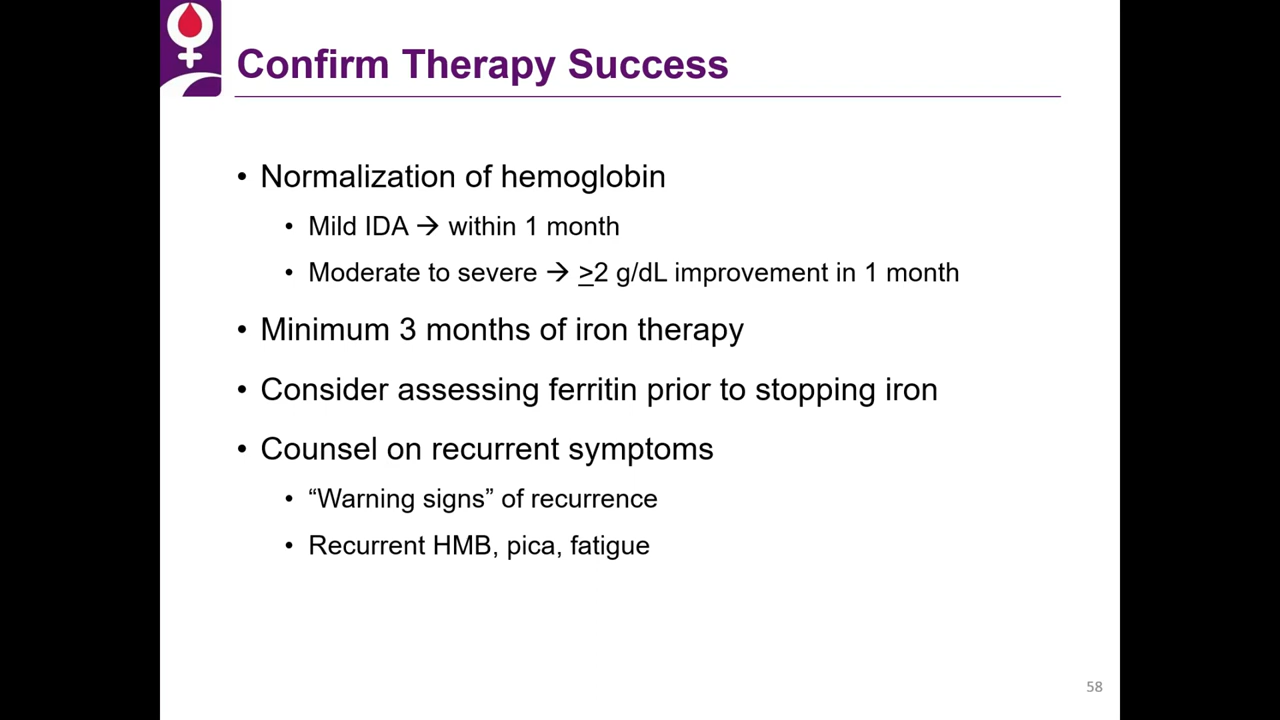 Confirm Therapy Success
• Normalization of hemoglobin
• Mild IDA → within 1 month
• Moderate to severe → ≥2 g/dL improvement in 1 month
• Minimum 3 months of iron therapy
• Consider assessing ferritin prior to stopping iron
• Counsel on recurrent symptoms
• “Warning signs” of recurrence
• Recurrent HMB, pica, fatigue
58